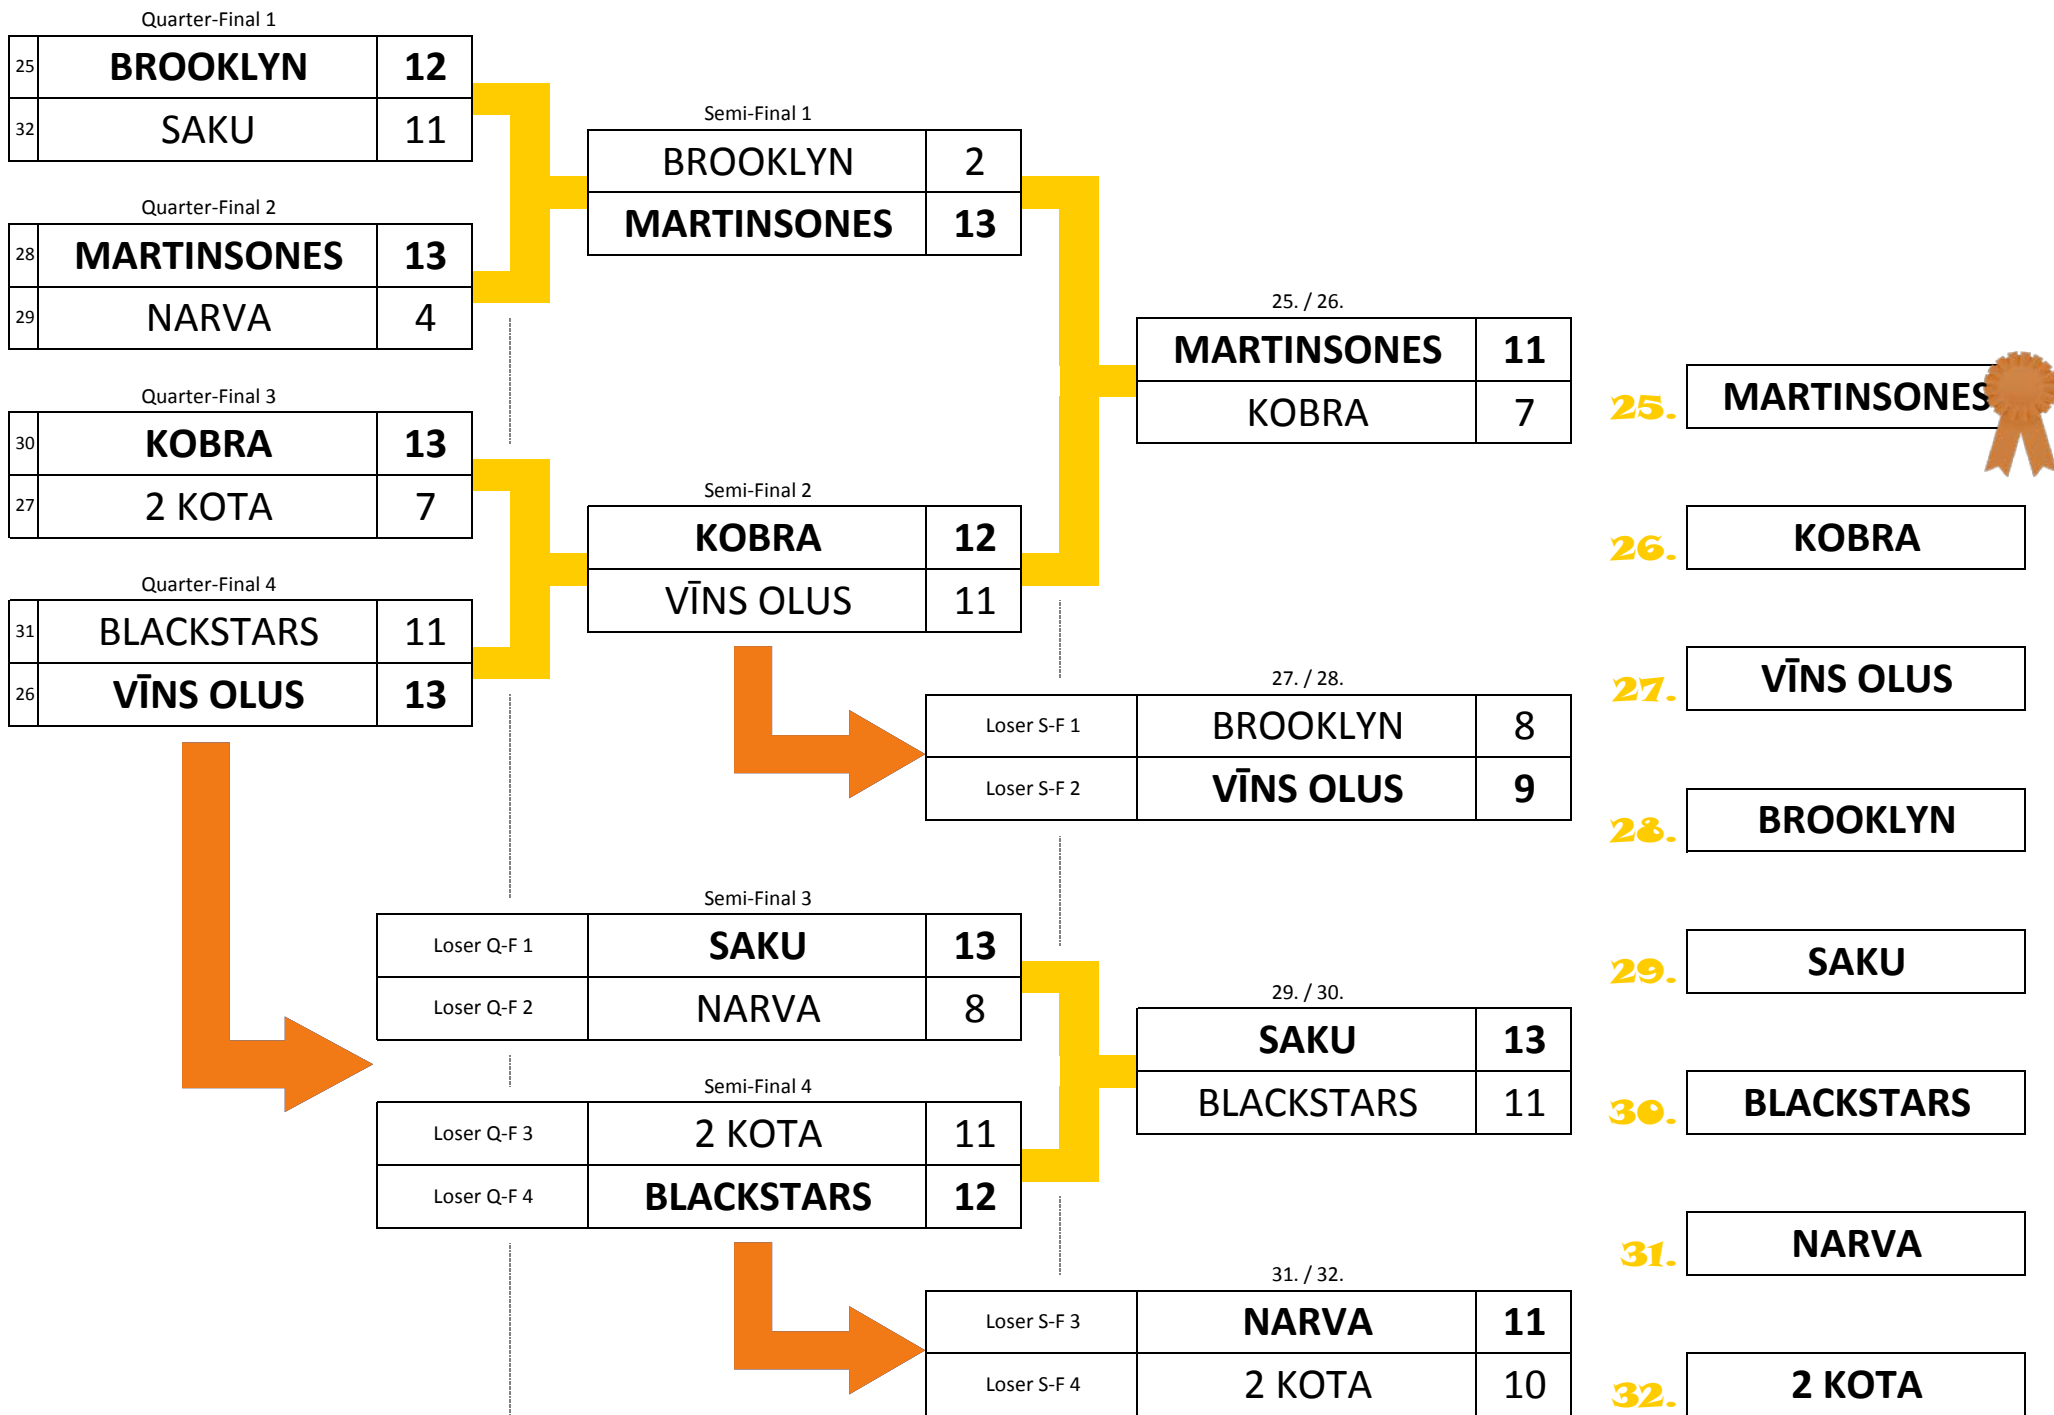 Quarter-Final 1
25 BROOKLYN 12
32 SAKU 11
Quarter-Final 2
28 MARTINSONES 13
29 NARVA 4
Quarter-Final 3
30 KOBRA 13
27 2 KOTA 7
Quarter-Final 4
31 BLACKSTARS 11
26 VĪNS OLUS 13
Semi-Final 1
BROOKLYN 2
MARTINSONES 13
Semi-Final 2
KOBRA 12
VĪNS OLUS 11
Semi-Final 3
Loser Q-F 1 SAKU 13
Loser Q-F 2 NARVA 8
Semi-Final 4
Loser Q-F 3 2 KOTA 11
Loser Q-F 4 BLACKSTARS 12
25. / 26.
MARTINSONES 11
KOBRA 7
27. / 28.
Loser S-F 1 BROOKLYN 8
Loser S-F 2 VĪNS OLUS 9
29. / 30.
SAKU 13
BLACKSTARS 11
31. / 32.
Loser S-F 3 NARVA 11
Loser S-F 4 2 KOTA 10
25. MARTINSONES
26. KOBRA
27. VĪNS OLUS
28. BROOKLYN
29. SAKU
30. BLACKSTARS
31. NARVA
32. 2 KOTA